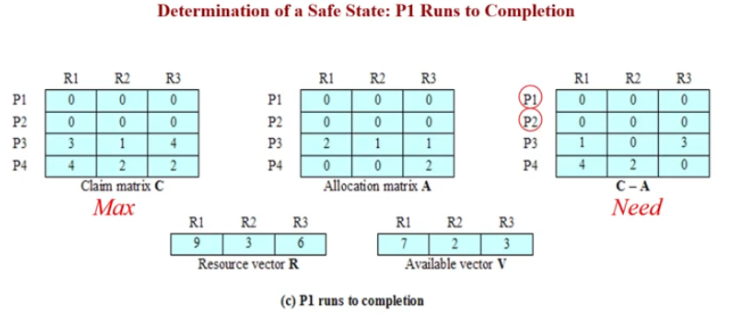 Determination of a Safe State: P1 Runs to Completion
R1 R2 R3
P1 0 0 0
P2 0 0 0
P3 3 1 4
P4 4 2 2
Claim matrix C
Max
R1 R2 R3
P1 0 0 0
P2 0 0 0
P3 2 1 1
P4 0 0 2
Allocation matrix A
R1 R2 R3
P1 0 0 0
P2 0 0 0
P3 1 0 3
P4 4 2 0
C – A
Need
R1 R2 R3
9 3 6
Resource vector R
R1 R2 R3
7 2 3
Available vector V
(c) P1 runs to completion